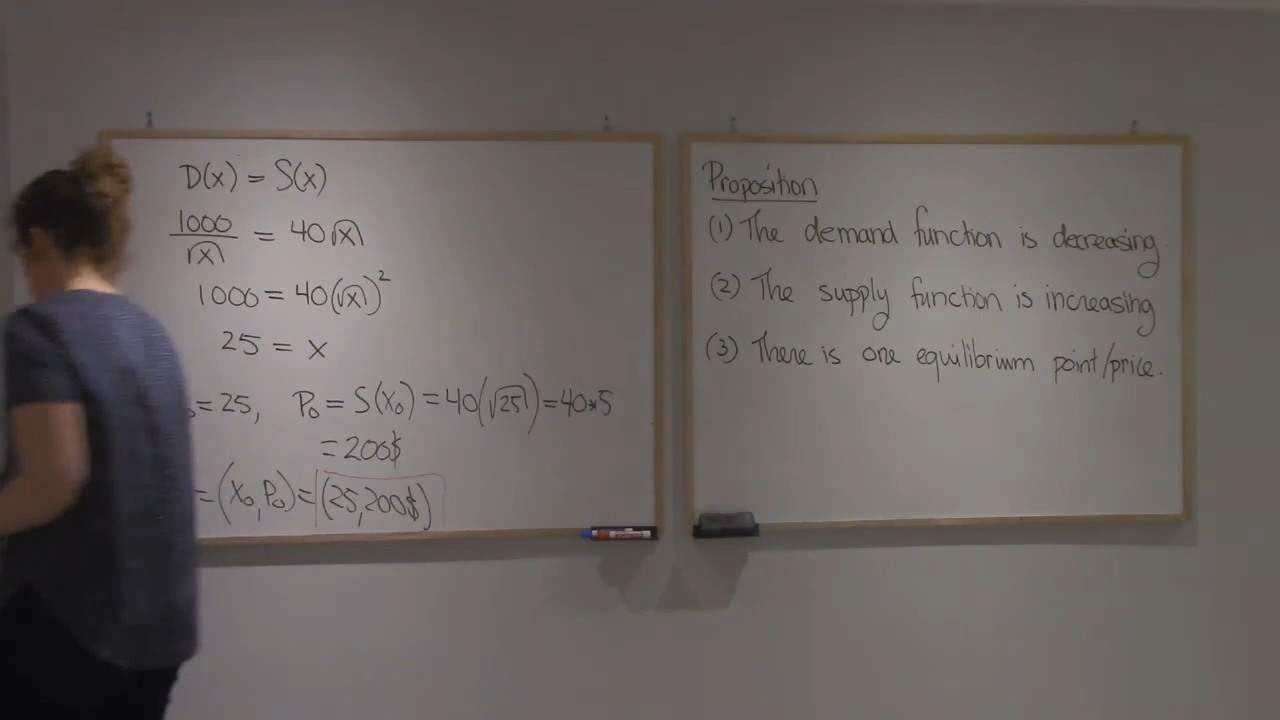 D(x) = S(x)
1000/√x = 40√x
1000 = 40(√x)²
25 = x
₀ = 25, P₀ = S(x₀) = 40(√25) = 40*5
= 200$
= (x₀, P₀) = (25,200$)
Proposition
(1) The demand function is decreasing
(2) The supply function is increasing
(3) There is one equilibrium point/price.